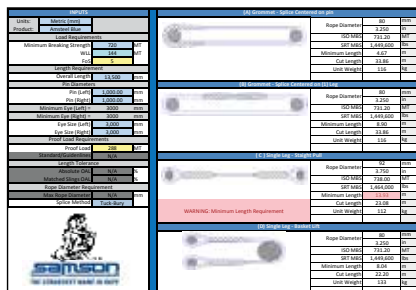 INPUTS
Units: Metric (mm)
Product: Amsteel Blue
Load Requirements
Minimum Breaking Strength 720 MT
WLL 144 MT
FoS 5
Length Requirement
Overall Length 13,500 mm
Pin Diameters
Pin (Left) 1,000.00 mm
Pin (Right) 1,000.00 mm
Minimum Eye (Left) = 3000 mm
Minimum Eye (Right) = 3000 mm
Eye Size (Left) 3,000 mm
Eye Size (Right) 3,000 mm
Proof Load Requirements
Proof Load 288 MT
Standard/Guidelines N/A
Length Tolerance
Absolute OAL N/A %
Matched Slings OAL N/A %
Rope Diameter Requirement
Max Rope Diameter N/A mm
Splice Method Tuck-Bury
SAMSON
THE STRONGEST NAME IN ROPE
(A) Grommet - Splice Centered on pin
Rope Diameter 80 mm
3.250 in
ISO MBS 731.20 MT
SRT MBS 1,449,600 lbs
Minimum Length 4.67 m
Cut Length 33.86 m
Unit Weight 116 kg
(B) Grommet - Splice Centered on (1) Leg
Rope Diameter 80 mm
3.250 in
ISO MBS 731.20 MT
SRT MBS 1,449,600 lbs
Minimum Length 8.90 m
Cut Length 33.86 m
Unit Weight 116 kg
( C ) Single Leg - Staight Pull
Rope Diameter 92 mm
3.750 in
ISO MBS 738.00 MT
SRT MBS 1,464,000 lbs
Minimum Length m
Cut Length 23.08 m
Unit Weight 112 kg
WARNING: Minimum Length Requirement
(D) Single Leg - Basket Lift
Rope Diameter 80 mm
3.250 in
ISO MBS 731.20 MT
SRT MBS 1,449,600 lbs
Minimum Length 8.04 m
Cut Length 22.20 m
Unit Weight 133 kg